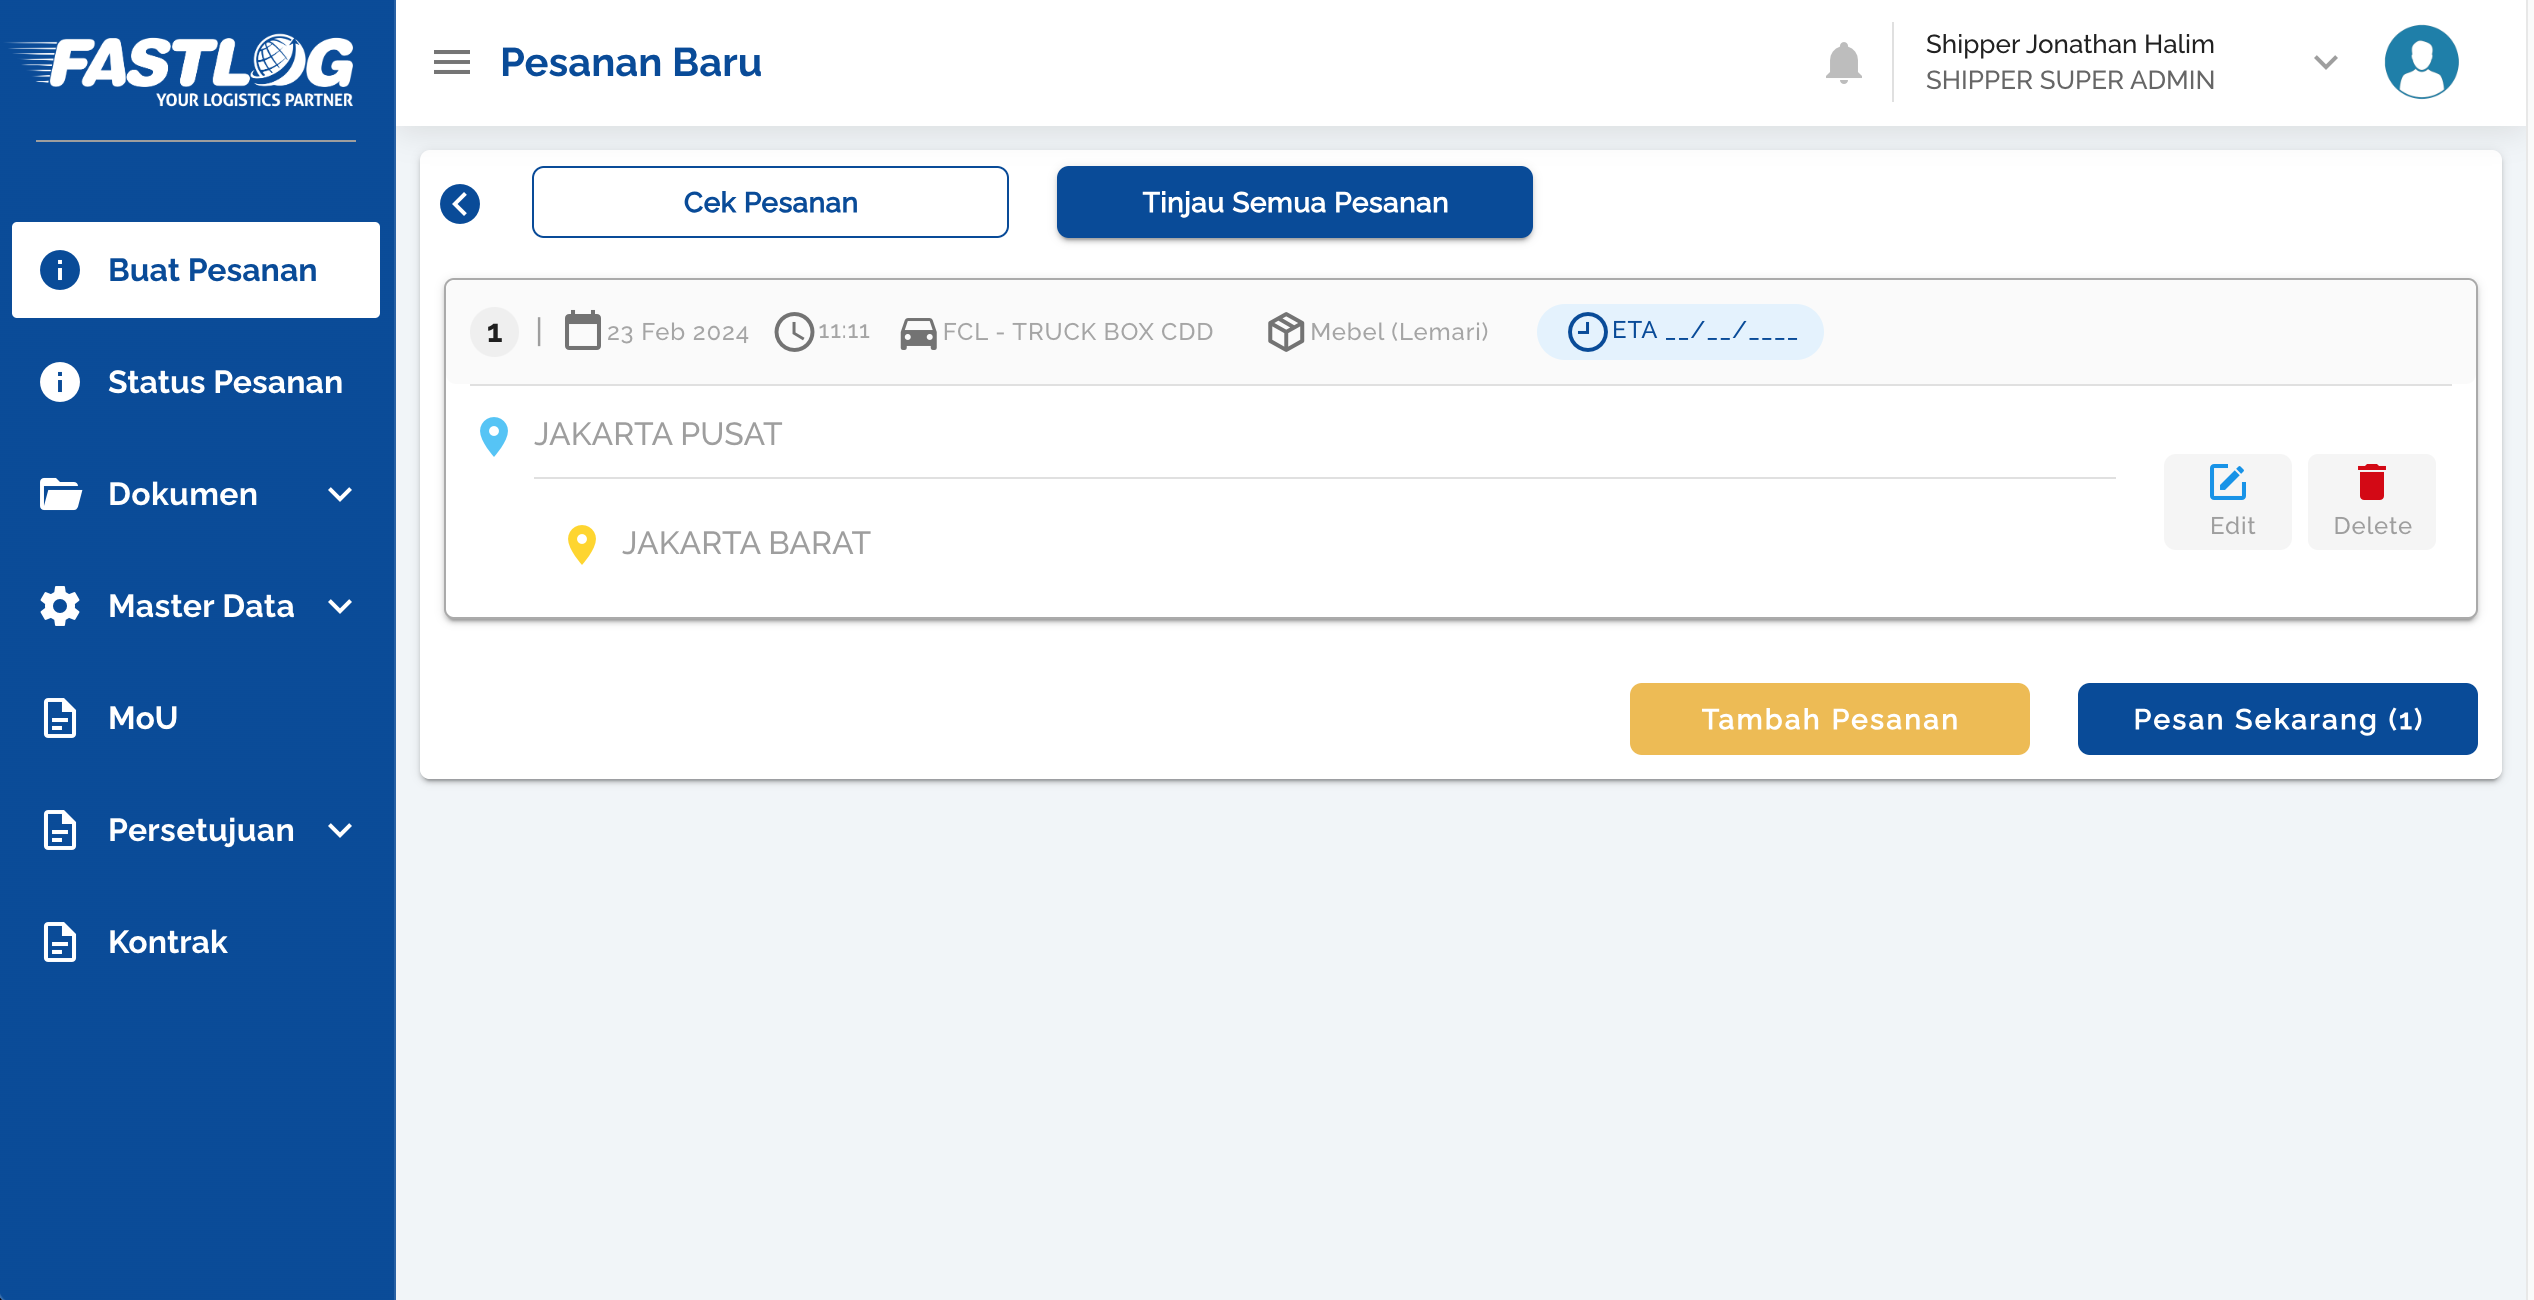 FASTLOG
YOUR LOGISTICS PARTNER
Buat Pesanan
Status Pesanan
Dokumen
Master Data
MoU
Persetujuan
Kontrak
Pesanan Baru
Shipper Jonathan Halim
SHIPPER SUPER ADMIN
Cek Pesanan
Tinjau Semua Pesanan
1 | 23 Feb 2024 11:11 FCL - TRUCK BOX CDD Mebel (Lemari) ETA __/__/____
JAKARTA PUSAT
JAKARTA BARAT
Edit
Delete
Tambah Pesanan
Pesan Sekarang (1)